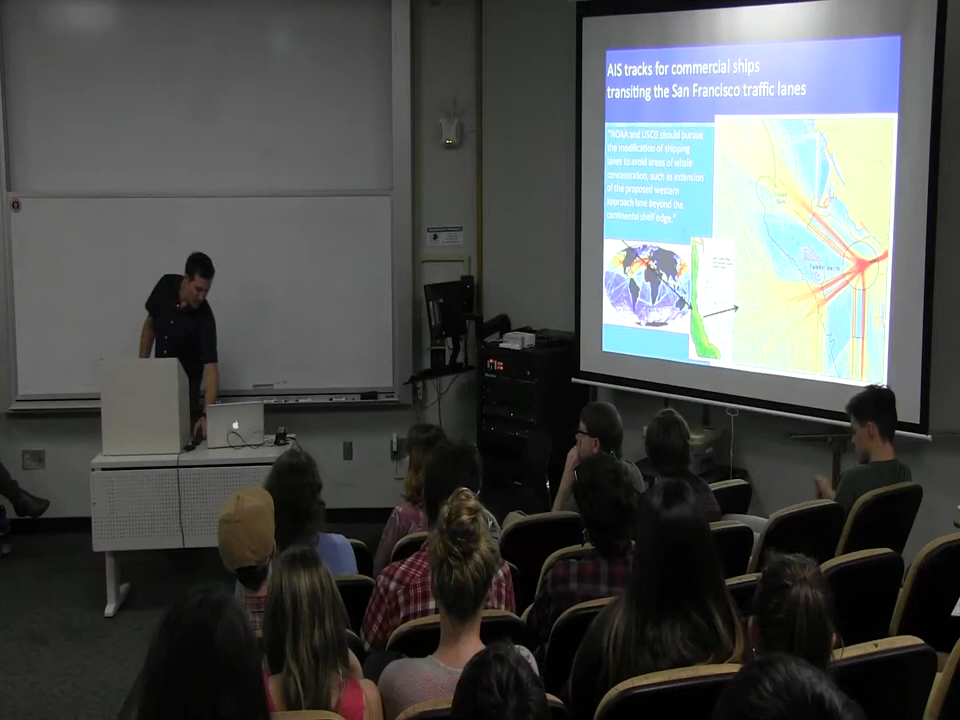 AIS tracks for commercial ships
transiting the San Francisco traffic lanes
"NOAA and USCG should pursue
the modification of shipping
lanes to avoid areas of whale
concentration, such as extension
of the proposed western
approach lane beyond the
continental shelf edge."